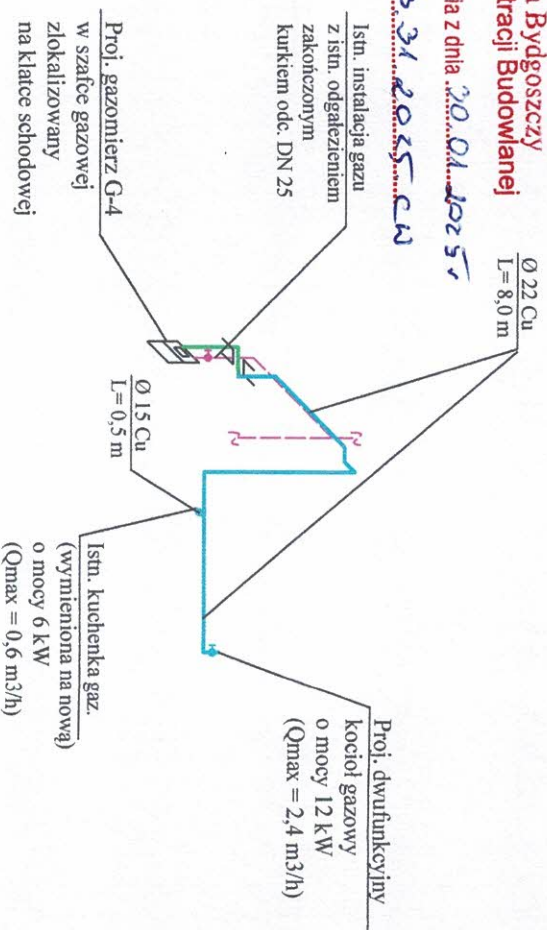 Bydgoszczy
tracji Budowlanej
ia z dnia 30.01.2025r
31.2025.CW
Ø 22 Cu
L= 8,0 m
Istn. instalacja gazu
z istn. odgałęzieniem
zakończonym
kurkiem odc. DN 25
Proj. gazomierz G-4
w szafce gazowej
zlokalizowany
na klatce schodowej
Ø 15 Cu
L= 0,5 m
Istn. kuchenka gaz.
(wymieniona na nową)
o mocy 6 kW
(Qmax = 0,6 m3/h)
Proj. dwufunkcyjny
kocioł gazowy
o mocy 12 kW
(Qmax = 2,4 m3/h)